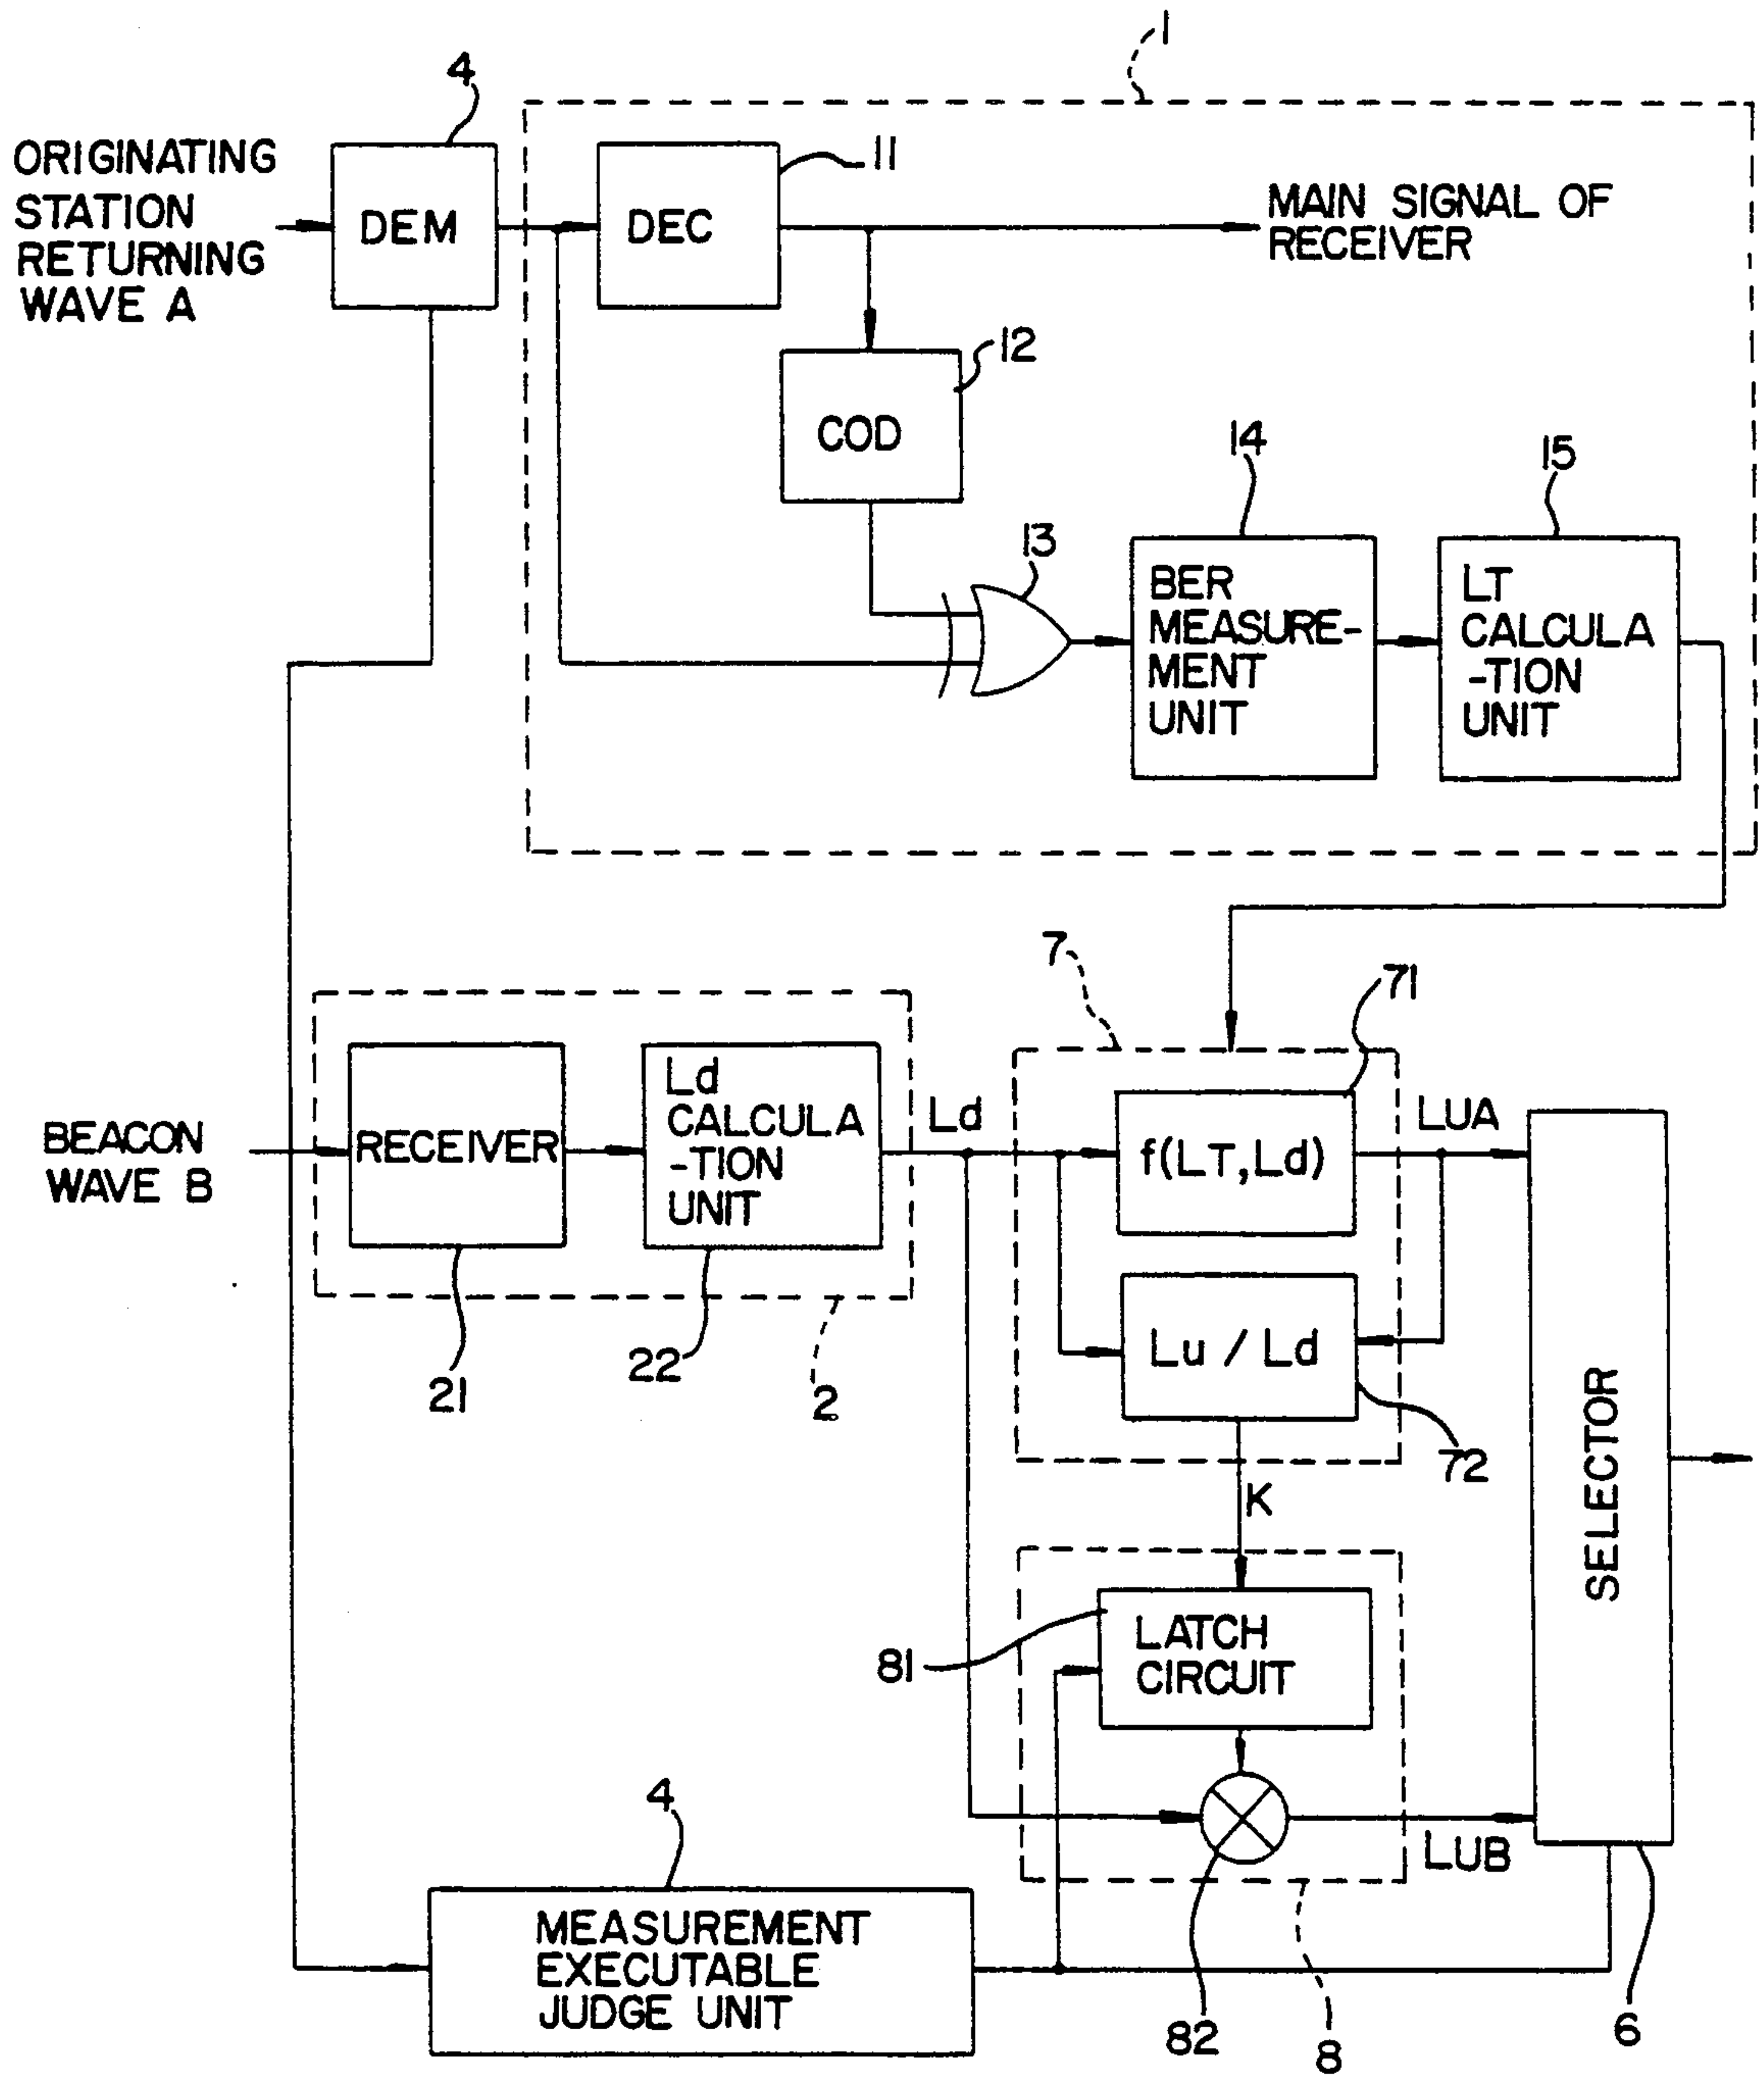 1
4
ORIGINATING
STATION
RETURNING
WAVE A
DEM
DEC
11
MAIN SIGNAL OF
RECEIVER
12
COD
13
14
15
BER
MEASURE-
MENT
UNIT
LT
CALCULA
-TION
UNIT
7
71
BEACON
WAVE B
RECEIVER
Ld
CALCULA
-TION
UNIT
Ld
f(LT,Ld)
LUA
21
22
2
Lu / Ld
72
K
SELECTOR
81
LATCH
CIRCUIT
LUB
4
MEASUREMENT
EXECUTABLE
JUDGE UNIT
82
8
6